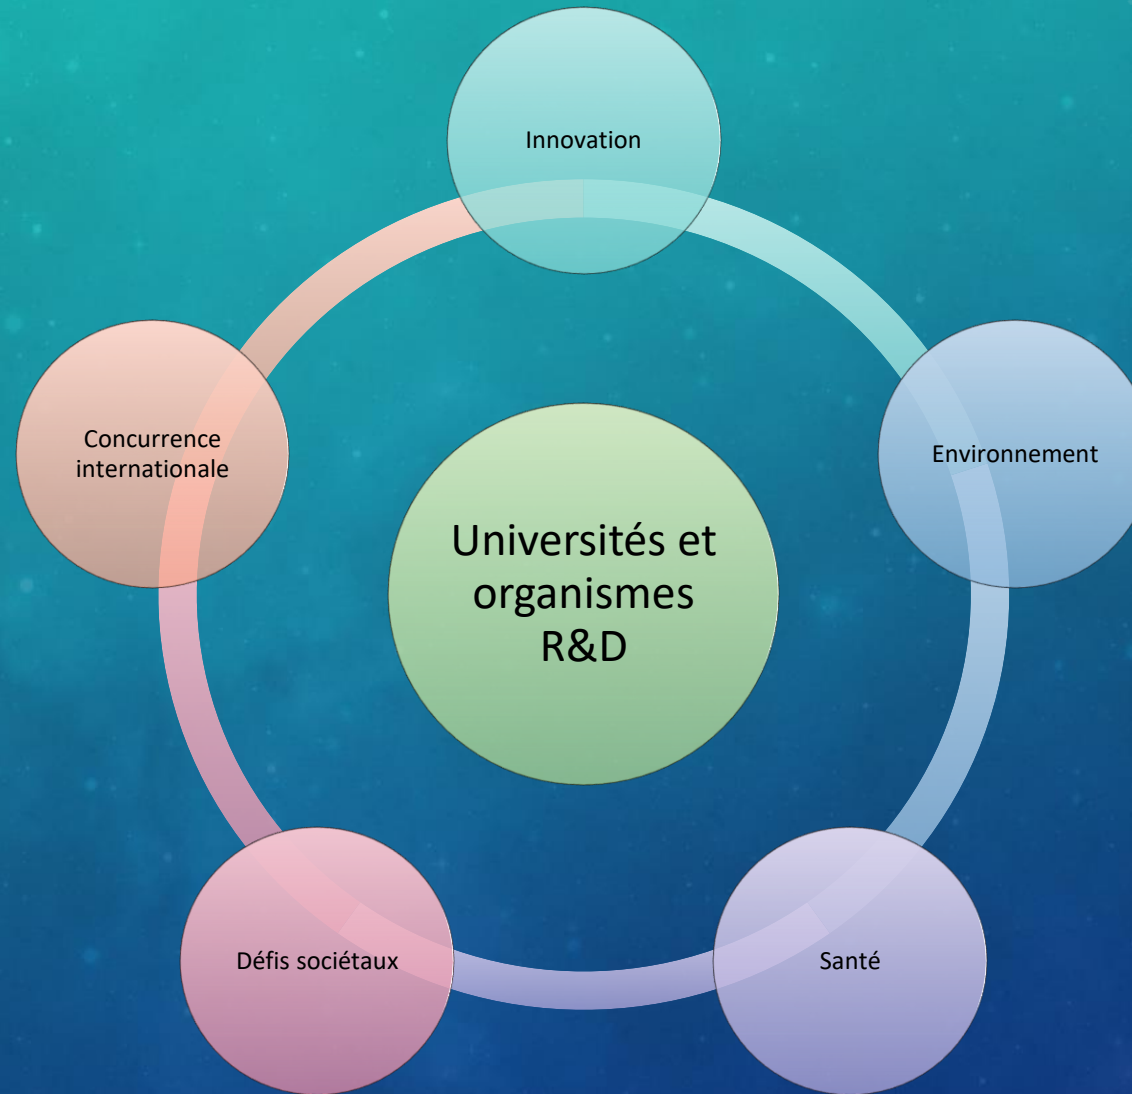 Innovation
Environnement
Santé
Défis sociétaux
Concurrence
internationale
Universités et
organismes
R&D